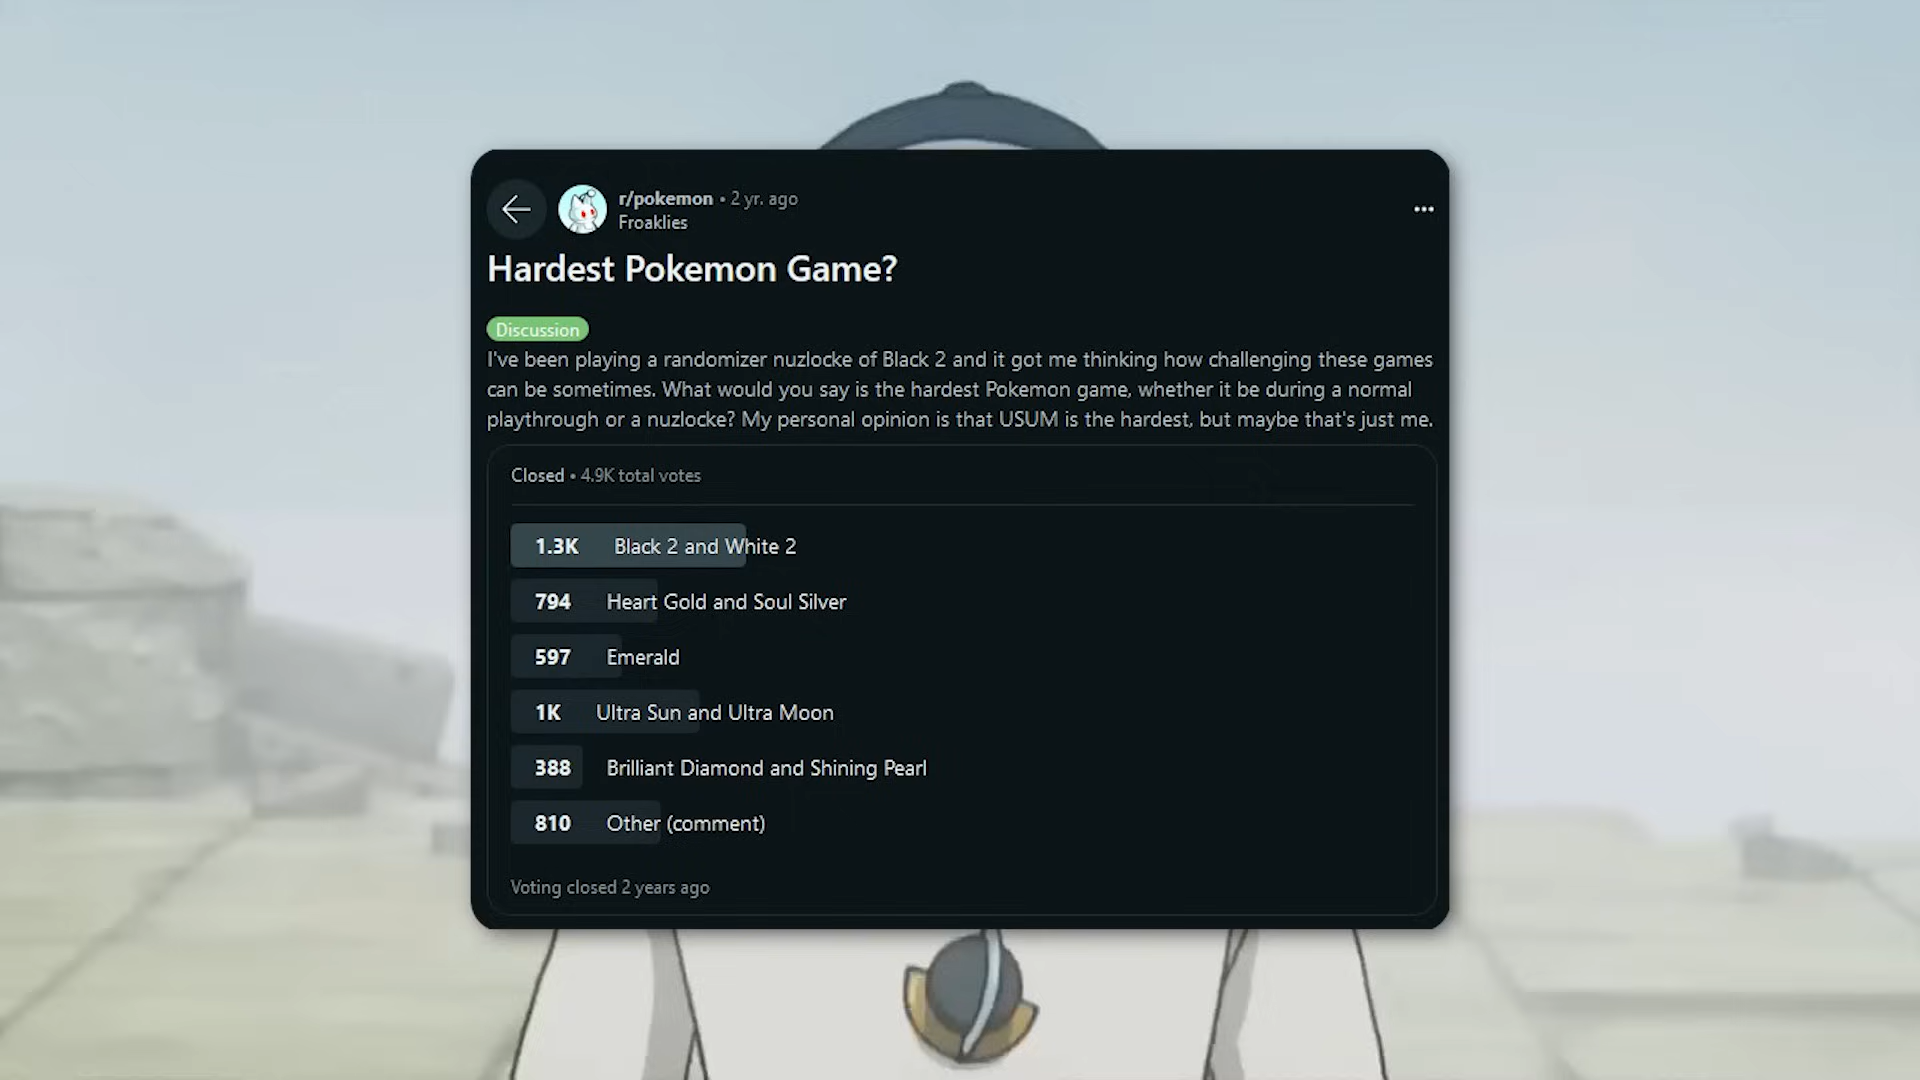 r/pokemon • 2 yr. ago
Froaklies
Hardest Pokemon Game?
Discussion
I've been playing a randomizer nuzlocke of Black 2 and it got me thinking how challenging these games
can be sometimes. What would you say is the hardest Pokemon game, whether it be during a normal
playthrough or a nuzlocke? My personal opinion is that USUM is the hardest, but maybe that's just me.
Closed • 4.9K total votes
1.3K Black 2 and White 2
794 Heart Gold and Soul Silver
597 Emerald
1K Ultra Sun and Ultra Moon
388 Brilliant Diamond and Shining Pearl
810 Other (comment)
Voting closed 2 years ago